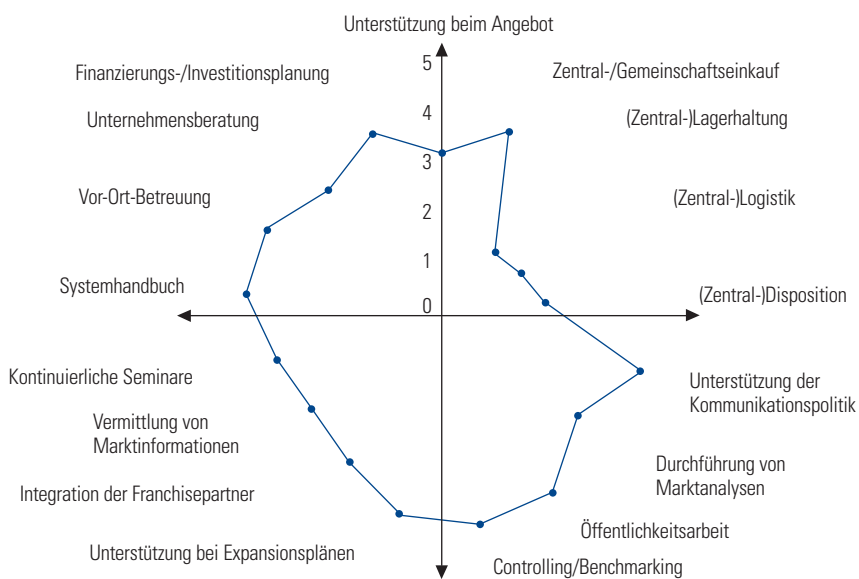 Unterstützung beim Angebot
5
Finanzierungs-/Investitionsplanung
Zentral-/Gemeinschaftseinkauf
4
Unternehmensberatung
(Zentral-)Lagerhaltung
3
Vor-Ort-Betreuung
(Zentral-)Logistik
2
1
Systemhandbuch
(Zentral-)Disposition
0
Kontinuierliche Seminare
Unterstützung der
Kommunikationspolitik
Vermittlung von
Marktinformationen
Durchführung von
Marktanalysen
Integration der Franchisepartner
Öffentlichkeitsarbeit
Unterstützung bei Expansionsplänen
Controlling/Benchmarking